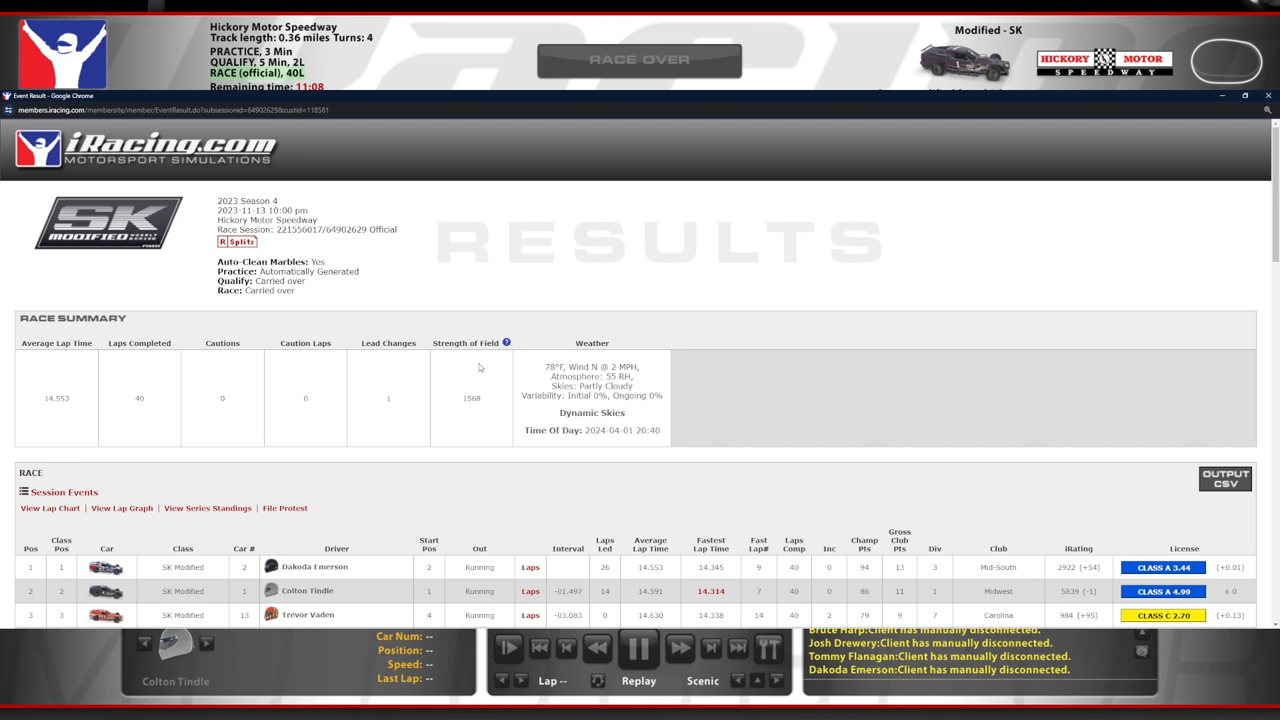 Hickory Motor Speedway
Track length: 0.36 miles Turns: 4
PRACTICE, 3 Min
QUALIFY, 5 Min, 2L
RACE (official), 40L
Remaining time: 11:08
RACE OVER
Modified - SK
HICKORY MOTOR
SPEEDWAY
Event Result - Google Chrome
members.iracing.com/membersite/member/EventResult.do?subsessionid=64902629&custid=118581
iRacing.com
MOTORSPORT SIMULATIONS
SK
MODIFIED WEEKLY SERIES
2023 Season 4
2023-11-13 10:00 pm
Hickory Motor Speedway
Race Session: 221556017/64902629 Official
R Splits
Auto-Clean Marbles: Yes
Practice: Automatically Generated
Qualify: Carried over
Race: Carried over
RESULTS
RACE SUMMARY
Average Lap Time Laps Completed Cautions Caution Laps Lead Changes Strength of Field ? Weather
14.553 40 0 0 1 1568
78°F, Wind N @ 2 MPH,
Atmosphere: 55 RH,
Skies: Partly Cloudy
Variability: Initial 0%, Ongoing 0%
Dynamic Skies
Time Of Day: 2024-04-01 20:40
RACE
OUTPUT
CSV
Session Events
View Lap Chart | View Lap Graph | View Series Standings | File Protest
Pos Class Pos Car Class Car # Driver Start Pos Out Interval Laps Led Average Lap Time Fastest Lap Time Fast Lap# Laps Comp Inc Champ Pts Gross Club Pts Div Club iRating License
1 1 SK Modified 2 Dakoda Emerson 2 Running Laps 26 14.553 14.345 9 40 0 94 13 3 Mid-South 2922 (+54) CLASS A 3.44 (+0.01)
2 2 SK Modified 1 Colton Tindle 1 Running Laps -01.497 14 14.591 14.314 7 40 0 86 11 1 Midwest 5839 (-1) CLASS A 4.99 ± 0
3 3 SK Modified 13 Trevor Vaden 4 Running Laps -03.083 0 14.630 14.338 14 40 2 79 9 7 Carolina 984 (+95) CLASS C 2.70 (+0.13)
Colton Tindle
Car Num: --
Position: --
Speed: --
Last Lap: --
Lap -- Replay Scenic
Bruce Harp:Client has manually disconnected.
Josh Drewery:Client has manually disconnected.
Tommy Flanagan:Client has manually disconnected.
Dakoda Emerson:Client has manually disconnected.